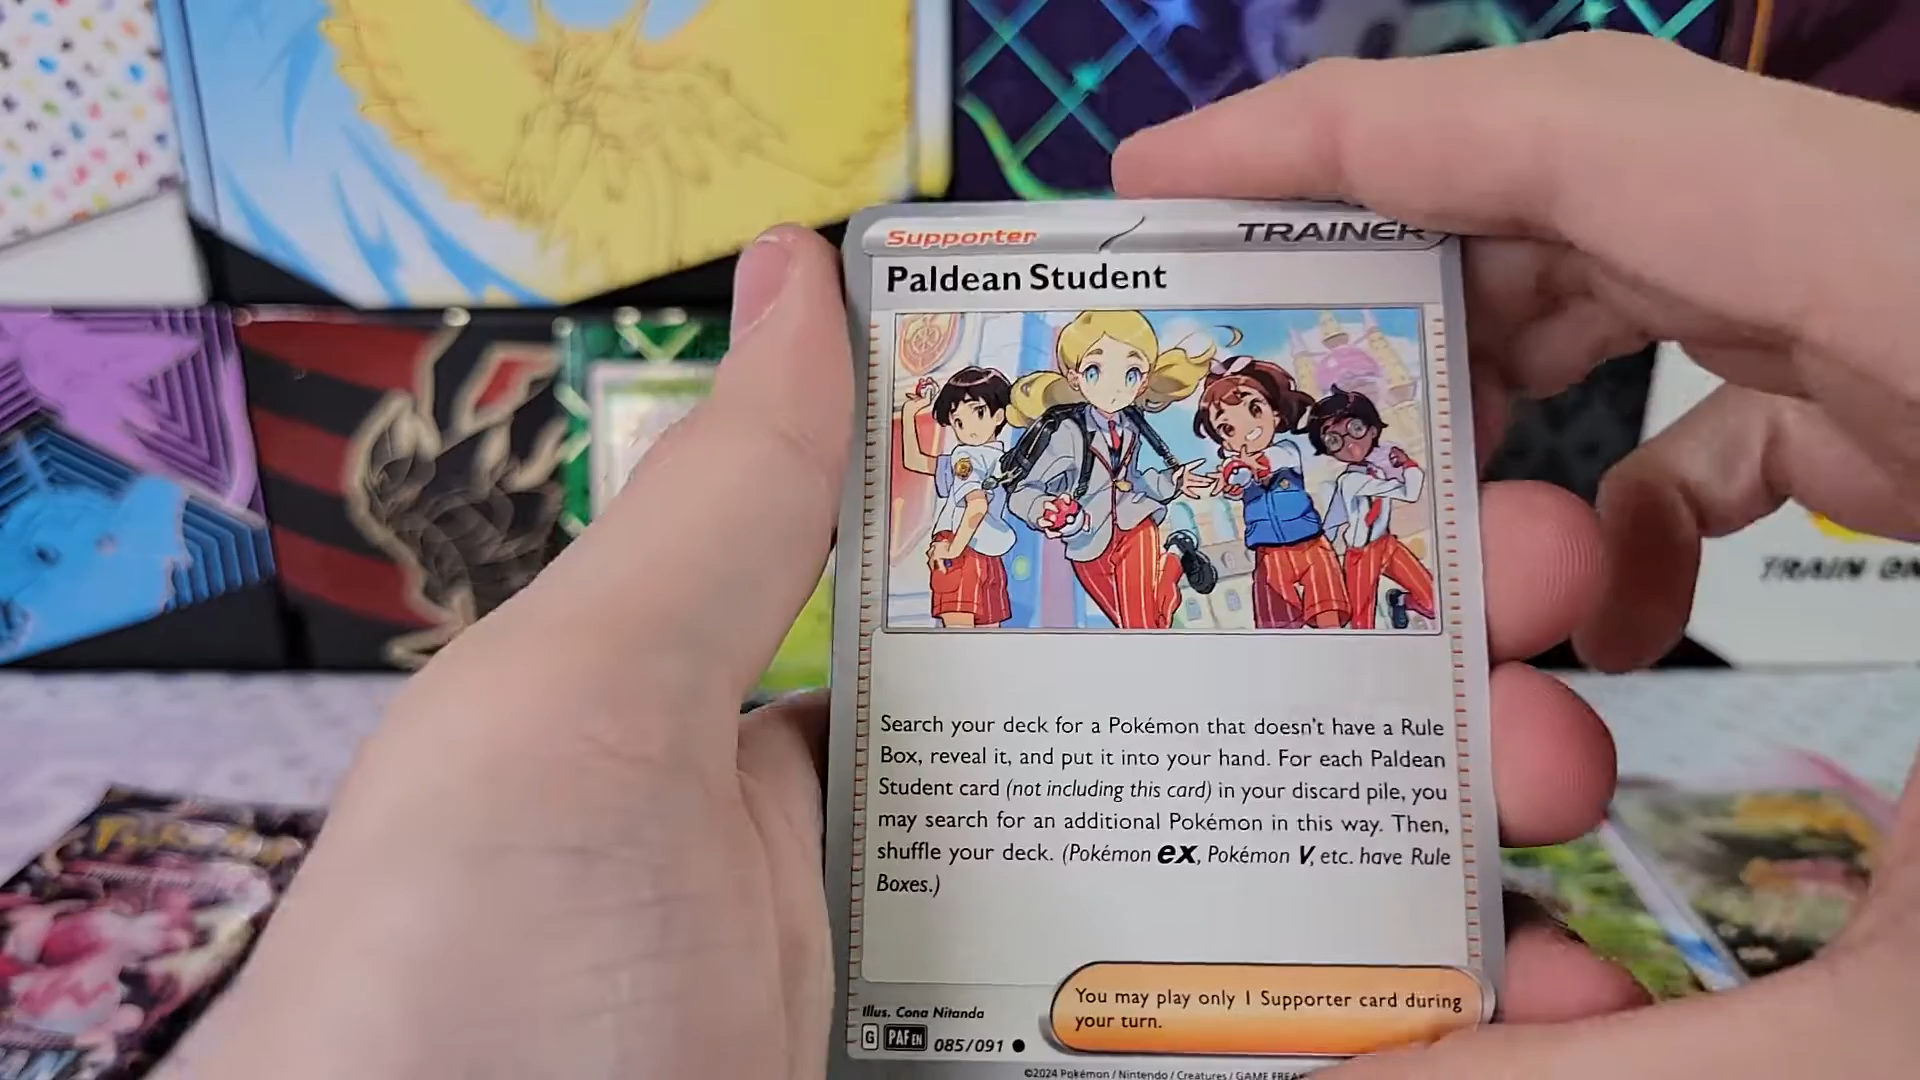 Supporter
TRAINER
Paldean Student
Search your deck for a Pokémon that doesn't have a Rule
Box, reveal it, and put it into your hand. For each Paldean
Student card (not including this card) in your discard pile, you
may search for an additional Pokémon in this way. Then,
shuffle your deck. (Pokémon ex, Pokémon V, etc. have Rule
Boxes.)
You may play only 1 Supporter card during
your turn.
Illus. Cona Nitanda
G PAF EN 085/091
©2024 Pokémon / Nintendo / Creatures / GAME FREAK
TRAIN ON
Pokémon